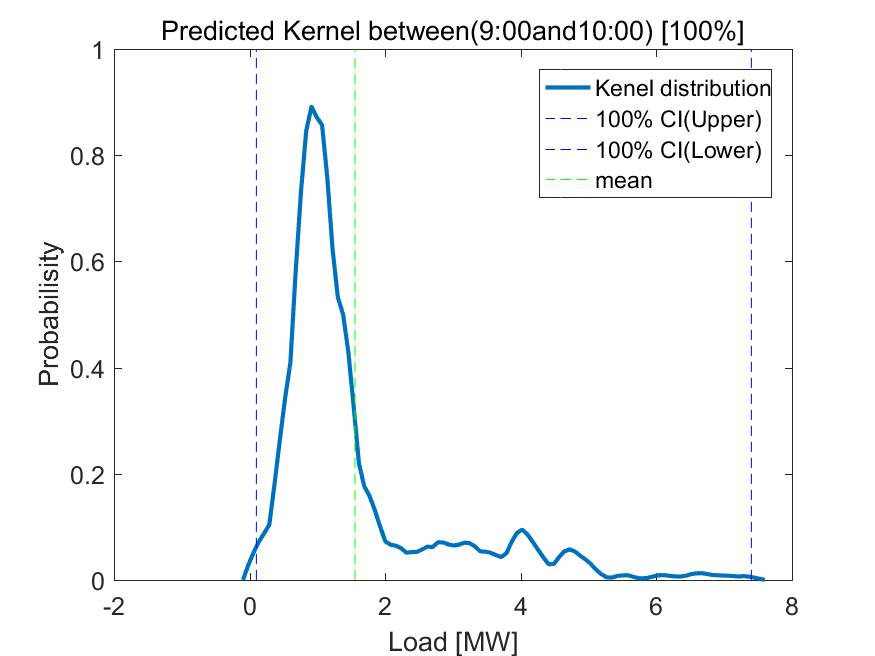 Predicted Kernel between(9:00and10:00) [100%]
1
0.8
0.6
0.4
0.2
0
Probabilisity
Kenel distribution
100% CI(Upper)
100% CI(Lower)
mean
-2 0 2 4 6 8
Load [MW]